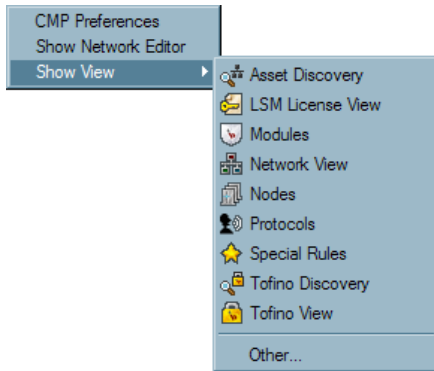 CMP Preferences
Show Network Editor
Show View
Asset Discovery
LSM License View
Modules
Network View
Nodes
Protocols
Special Rules
Tofino Discovery
Tofino View
Other...